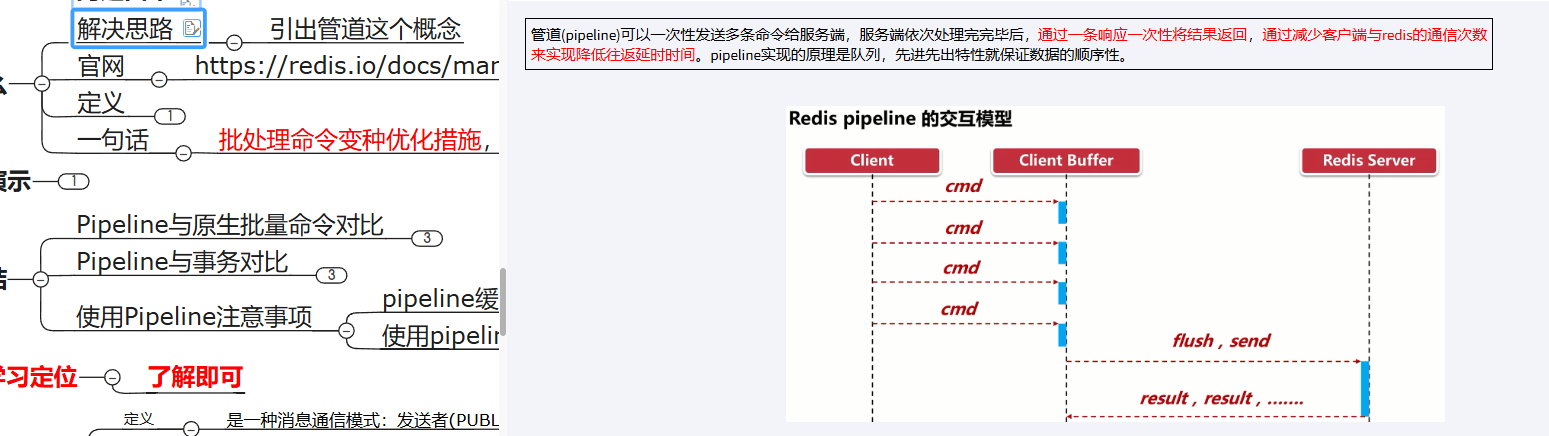 解决思路
引出管道这个概念
官网
https://redis.io/docs/mar
定义
1
一句话
批处理命令变种优化措施，
演示
1
Pipeline与原生批量命令对比
3
Pipeline与事务对比
3
使用Pipeline注意事项
pipeline缓
使用pipelin
学习定位
了解即可
定义
是一种消息通信模式：发送者(PUBL
管道(pipeline)可以一次性发送多条命令给服务端，服务端依次处理完完毕后，通过一条响应一次性将结果返回，通过减少客户端与redis的通信次数
来实现降低往返延时时间。pipeline实现的原理是队列，先进先出特性就保证数据的顺序性。
Redis pipeline 的交互模型
Client
Client Buffer
Redis Server
cmd
cmd
cmd
cmd
flush , send
result , result , .......